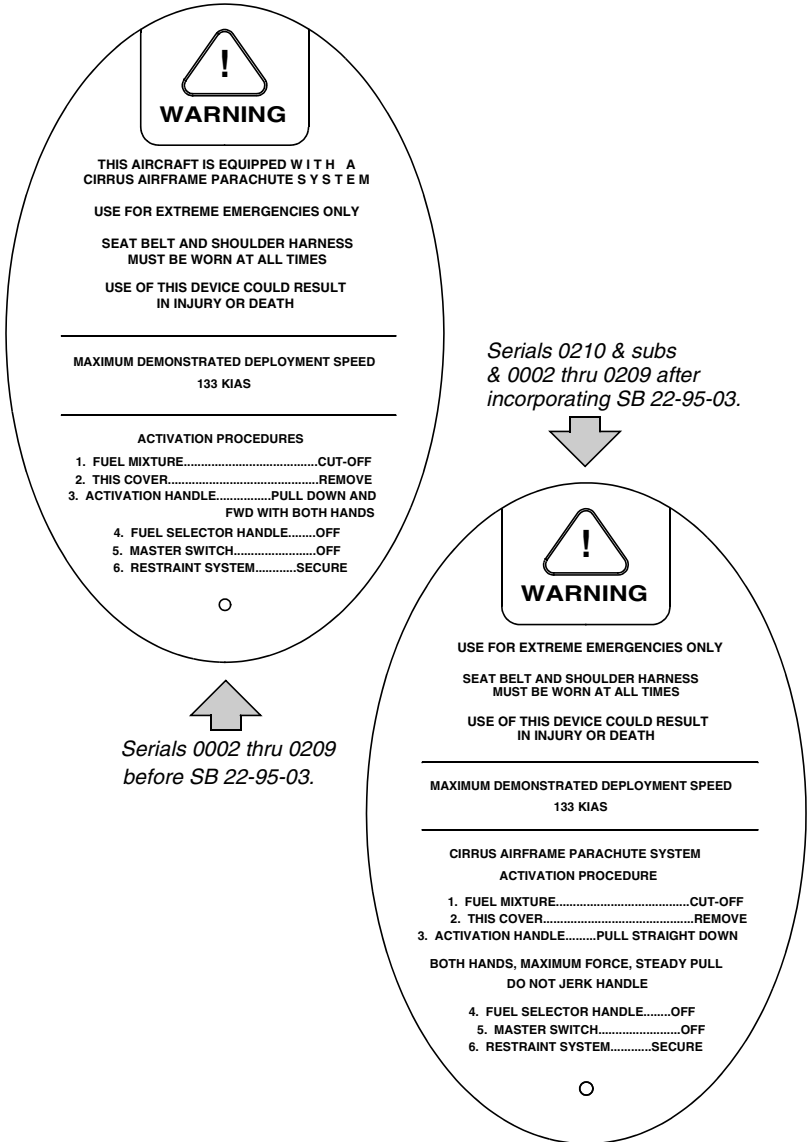 !
WARNING
THIS AIRCRAFT IS EQUIPPED W I T H A
CIRRUS AIRFRAME PARACHUTE S Y S T E M
USE FOR EXTREME EMERGENCIES ONLY
SEAT BELT AND SHOULDER HARNESS
MUST BE WORN AT ALL TIMES
USE OF THIS DEVICE COULD RESULT
IN INJURY OR DEATH
MAXIMUM DEMONSTRATED DEPLOYMENT SPEED
133 KIAS
ACTIVATION PROCEDURES
1. FUEL MIXTURE.......................................CUT-OFF
2. THIS COVER............................................REMOVE
3. ACTIVATION HANDLE................PULL DOWN AND
FWD WITH BOTH HANDS
4. FUEL SELECTOR HANDLE........OFF
5. MASTER SWITCH........................OFF
6. RESTRAINT SYSTEM............SECURE
Serials 0002 thru 0209
before SB 22-95-03.
Serials 0210 & subs
& 0002 thru 0209 after
incorporating SB 22-95-03.
!
WARNING
USE FOR EXTREME EMERGENCIES ONLY
SEAT BELT AND SHOULDER HARNESS
MUST BE WORN AT ALL TIMES
USE OF THIS DEVICE COULD RESULT
IN INJURY OR DEATH
MAXIMUM DEMONSTRATED DEPLOYMENT SPEED
133 KIAS
CIRRUS AIRFRAME PARACHUTE SYSTEM
ACTIVATION PROCEDURE
1. FUEL MIXTURE.......................................CUT-OFF
2. THIS COVER............................................REMOVE
3. ACTIVATION HANDLE.........PULL STRAIGHT DOWN
BOTH HANDS, MAXIMUM FORCE, STEADY PULL
DO NOT JERK HANDLE
4. FUEL SELECTOR HANDLE........OFF
5. MASTER SWITCH........................OFF
6. RESTRAINT SYSTEM............SECURE